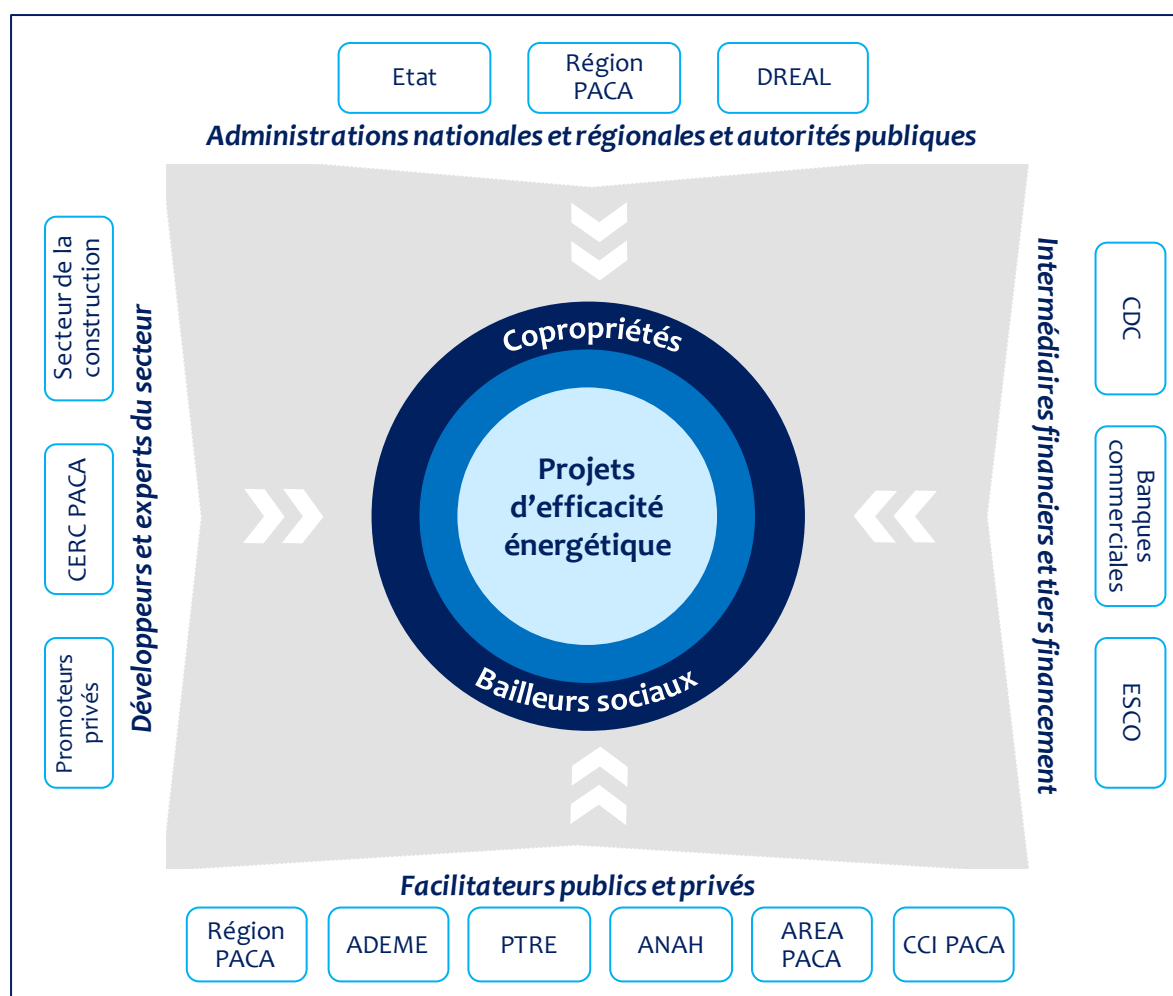 Etat
Région
PACA
DREAL
Administrations nationales et régionales et autorités publiques
Secteur de la
construction
CERC PACA
Promoteurs
privés
Développeurs et experts du secteur
Copropriétés
Projets
d’efficacité
énergétique
Bailleurs sociaux
Intermédiaires financiers et tiers financement
CDC
Banques
commerciales
ESCO
Facilitateurs publics et privés
Région
PACA
ADEME
PTRE
ANAH
AREA
PACA
CCI PACA